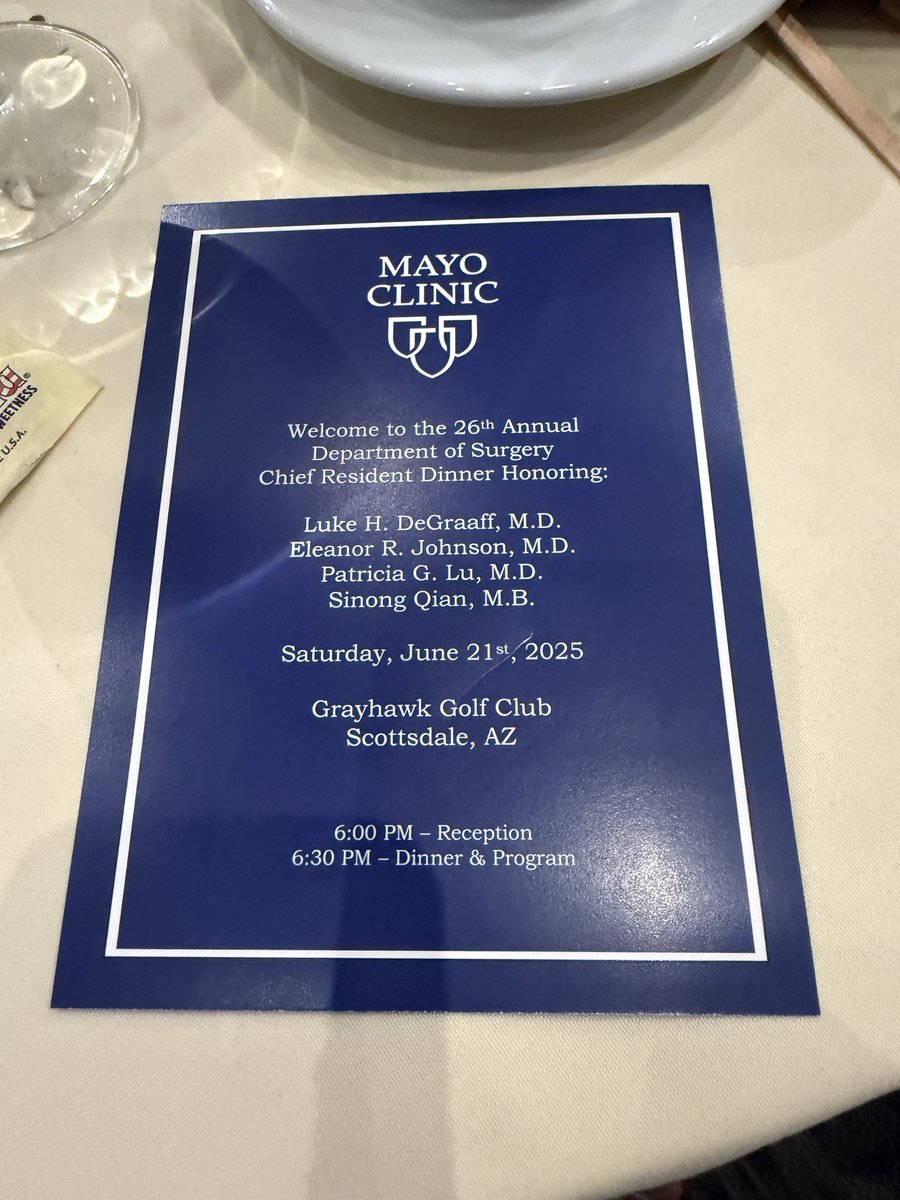 MAYO
CLINIC
Welcome to the 26th Annual
Department of Surgery
Chief Resident Dinner Honoring:
Luke H. DeGraaff, M.D.
Eleanor R. Johnson, M.D.
Patricia G. Lu, M.D.
Sinong Qian, M.B.
Saturday, June 21st, 2025
Grayhawk Golf Club
Scottsdale, AZ
6:00 PM – Reception
6:30 PM – Dinner & Program
U.S.A.